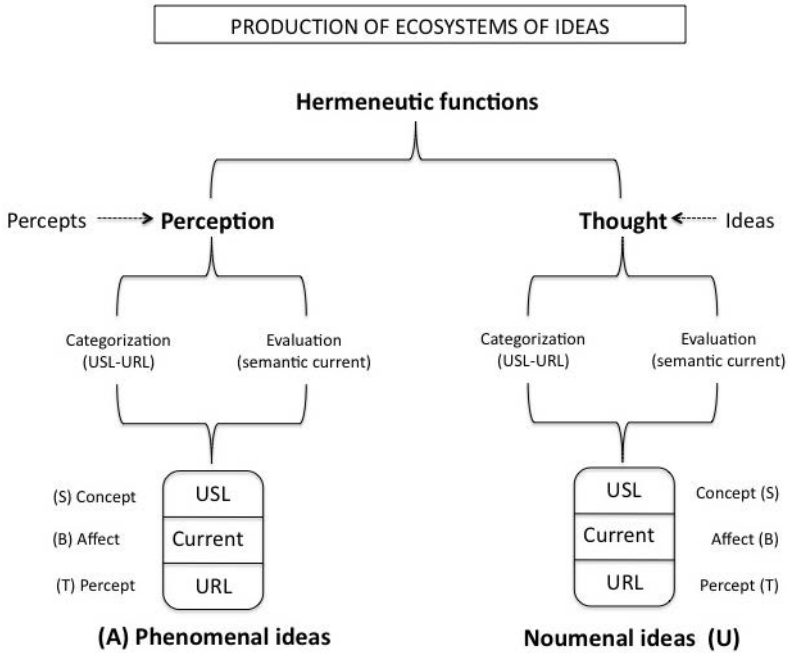 PRODUCTION OF ECOSYSTEMS OF IDEAS
Hermeneutic functions
Percepts Perception Thought Ideas
Categorization Evaluation Categorization Evaluation
(USL-URL) (semantic current) (USL-URL) (semantic current)
(S) Concept USL USL Concept (S)
(B) Affect Current Current Affect (B)
(T) Percept URL URL Percept (T)
(A) Phenomenal ideas Noumenal ideas (U)